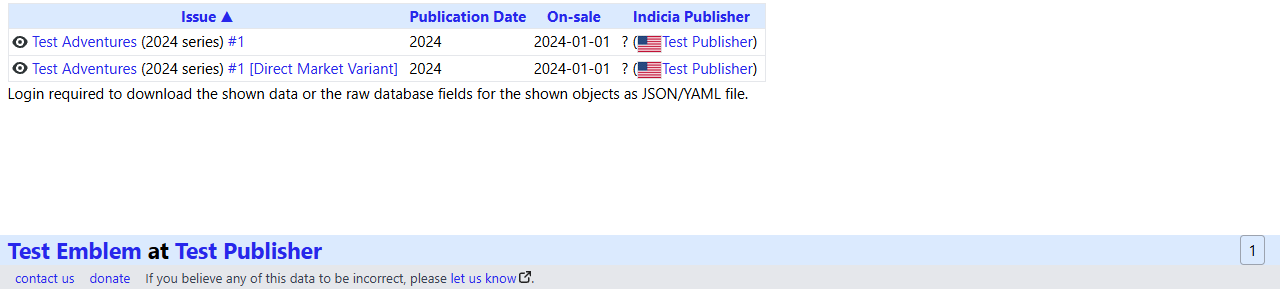 Issue ▲ Publication Date On-sale Indicia Publisher
Test Adventures (2024 series) #1 2024 2024-01-01 ? (Test Publisher)
Test Adventures (2024 series) #1 [Direct Market Variant] 2024 2024-01-01 ? (Test Publisher)
Login required to download the shown data or the raw database fields for the shown objects as JSON/YAML file.
Test Emblem at Test Publisher 1
contact us donate If you believe any of this data to be incorrect, please let us know.